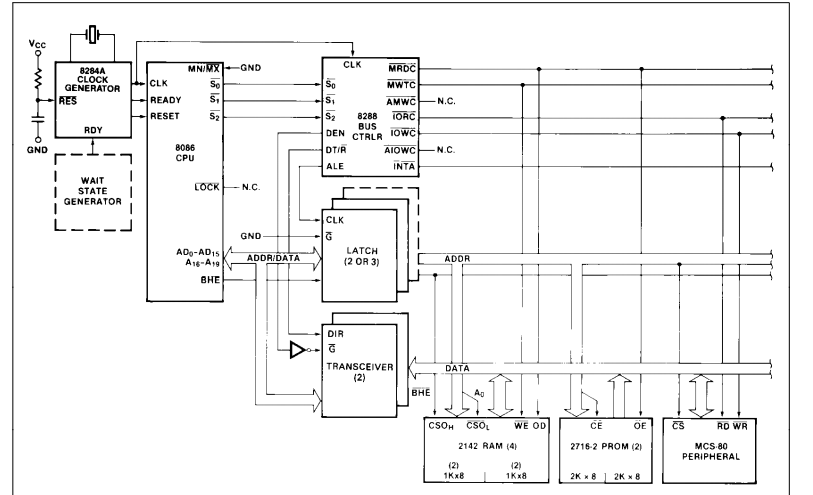 VCC
8284A
CLOCK
GENERATOR
RES
RDY
GND
WAIT
STATE
GENERATOR
MN/MX
GND
CLK
READY
RESET
S0
S1
S2
8086
CPU
LOCK
N.C.
AD0-AD15
A16-A19
BHE
ADDR/DATA
CLK
S0
S1
S2
DEN
DT/R
ALE
8288
BUS
CTRLR
MRDC
MWTC
AMWC
N.C.
IORC
IOWC
AIOWC
N.C.
INTA
CLK
GND
G
LATCH
(2 OR 3)
ADDR
DIR
G
TRANSCEIVER
(2)
DATA
BHE
A0
CSOH
CSOL
WE OD
2142 RAM (4)
(2)
1Kx8
(2)
1Kx8
CE
OE
2716-2 PROM (2)
2K x 8
2K x 8
CS
RD WR
MCS-80
PERIPHERAL